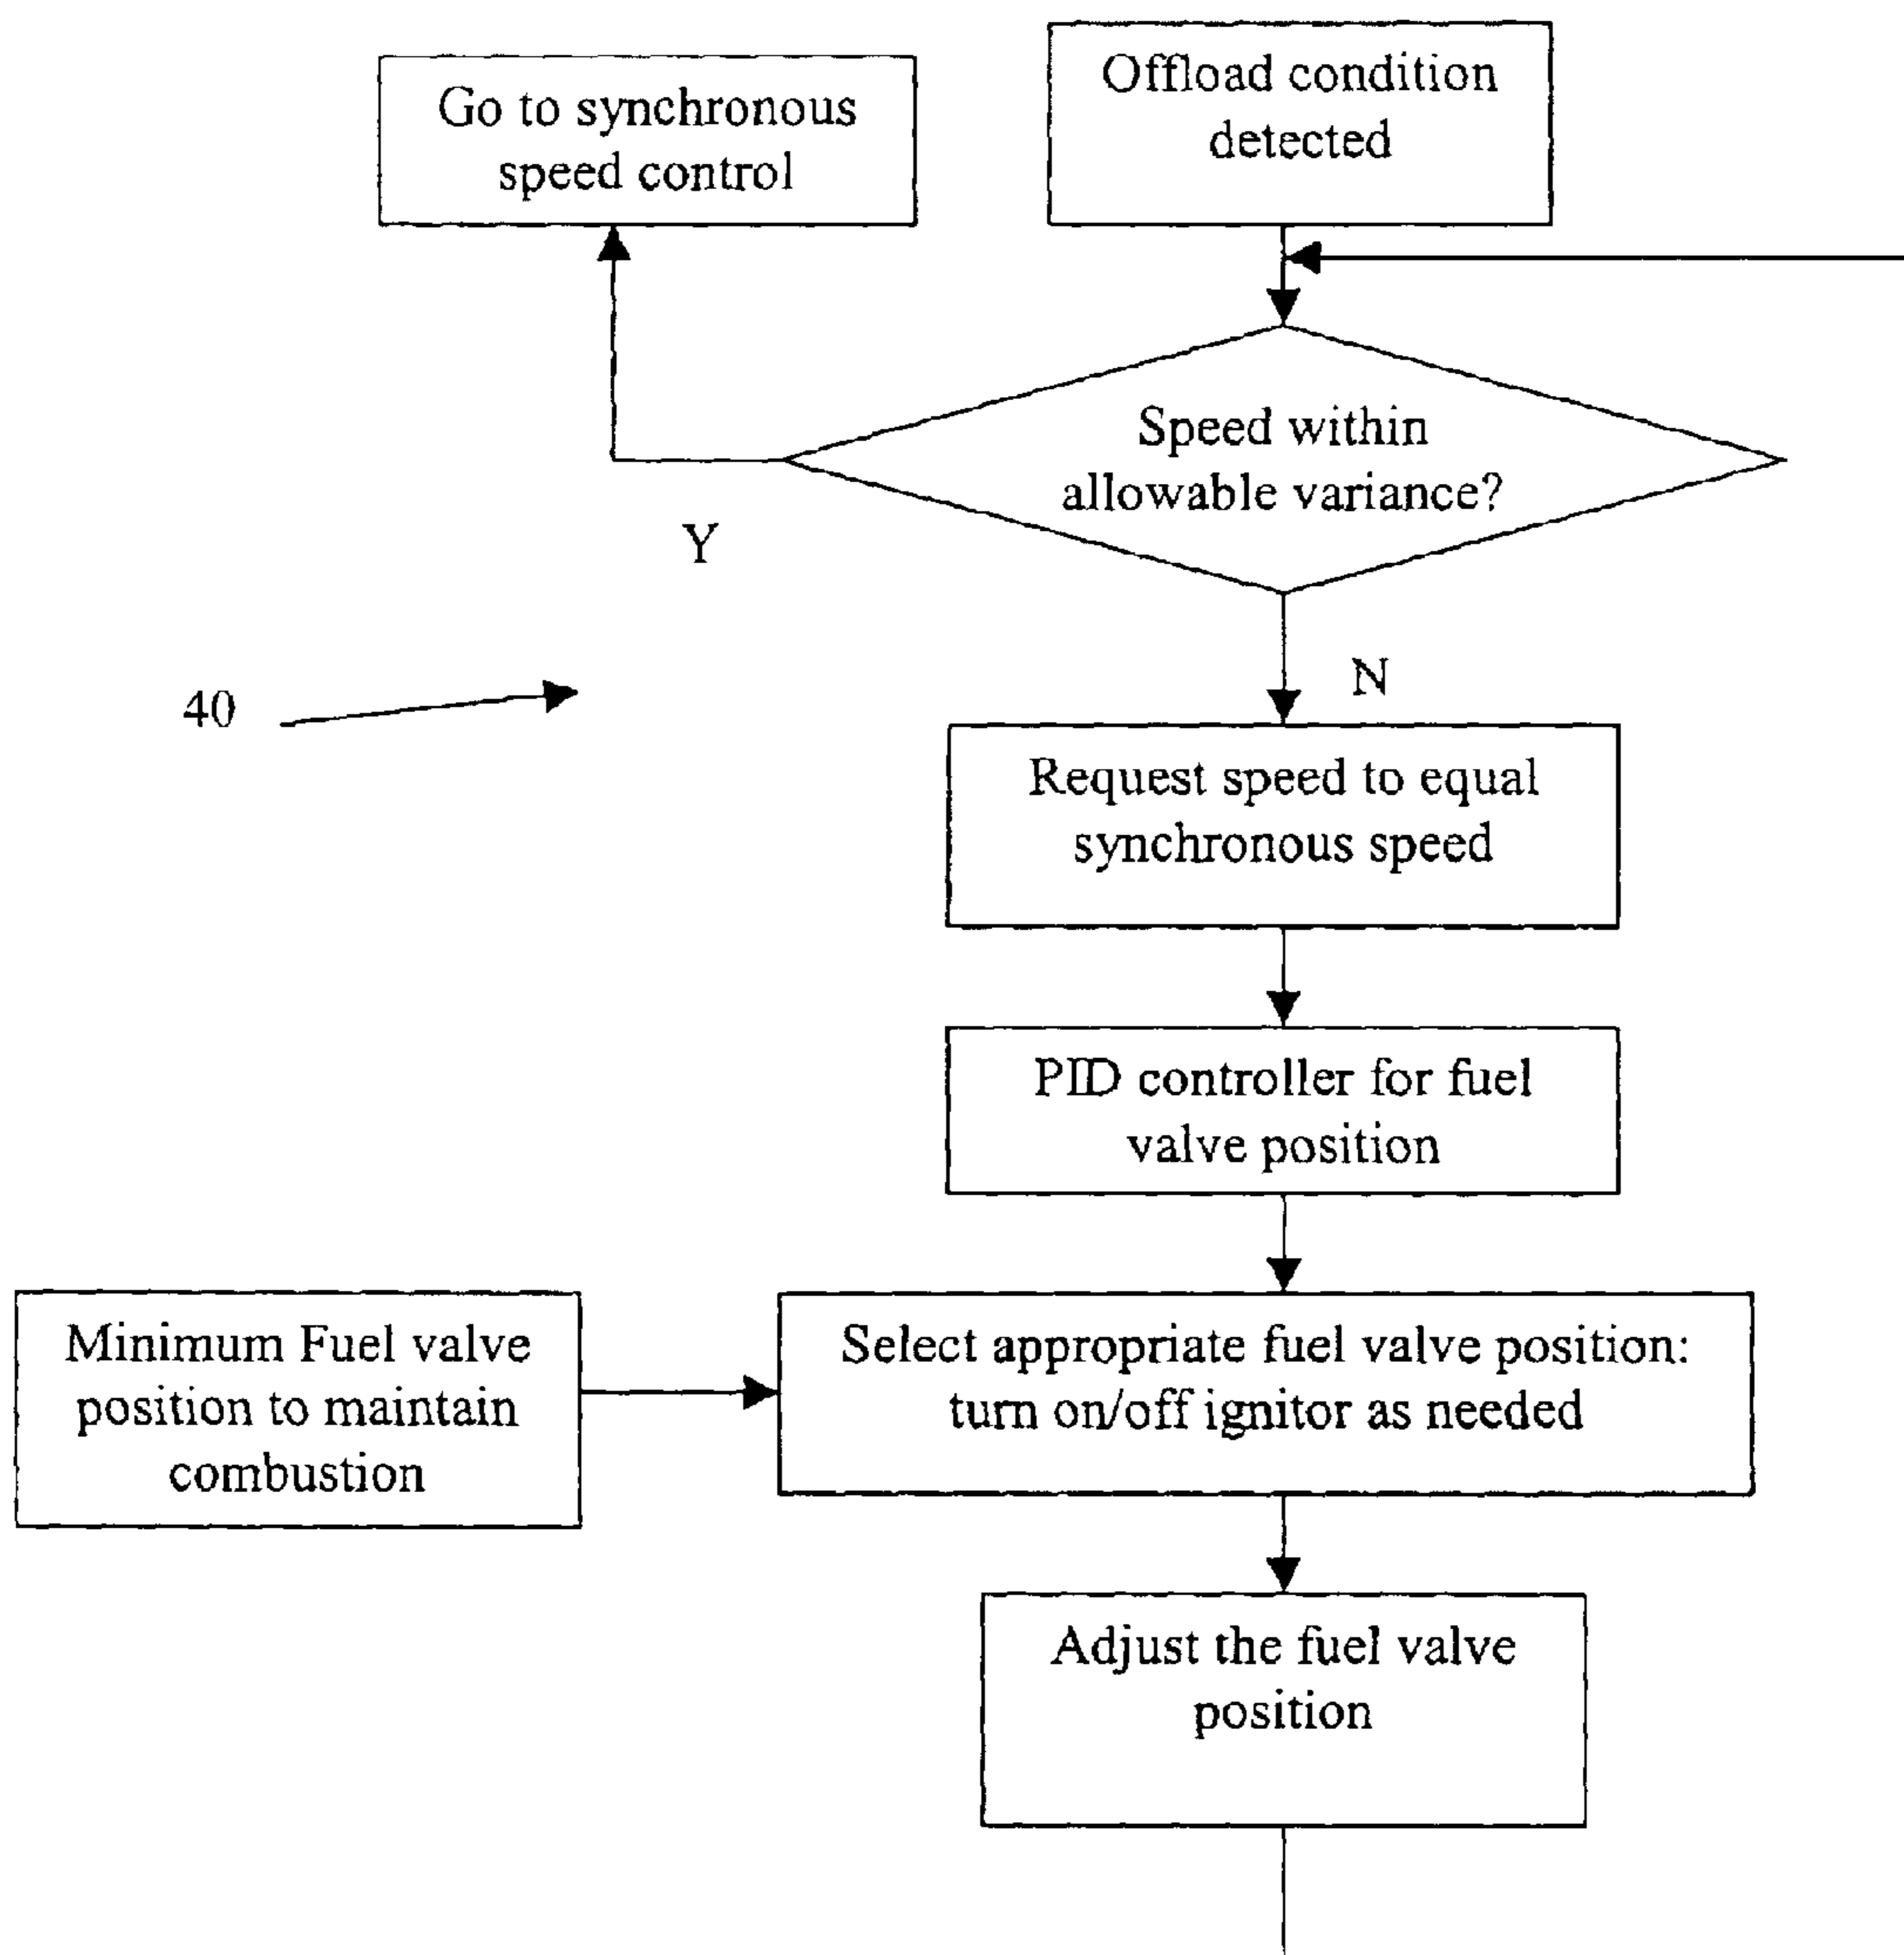 Offload condition
detected
Go to synchronous
speed control
Speed within
allowable variance?
Y
N
40
Request speed to equal
synchronous speed
PID controller for fuel
valve position
Minimum Fuel valve
position to maintain
combustion
Select appropriate fuel valve position:
turn on/off ignitor as needed
Adjust the fuel valve
position